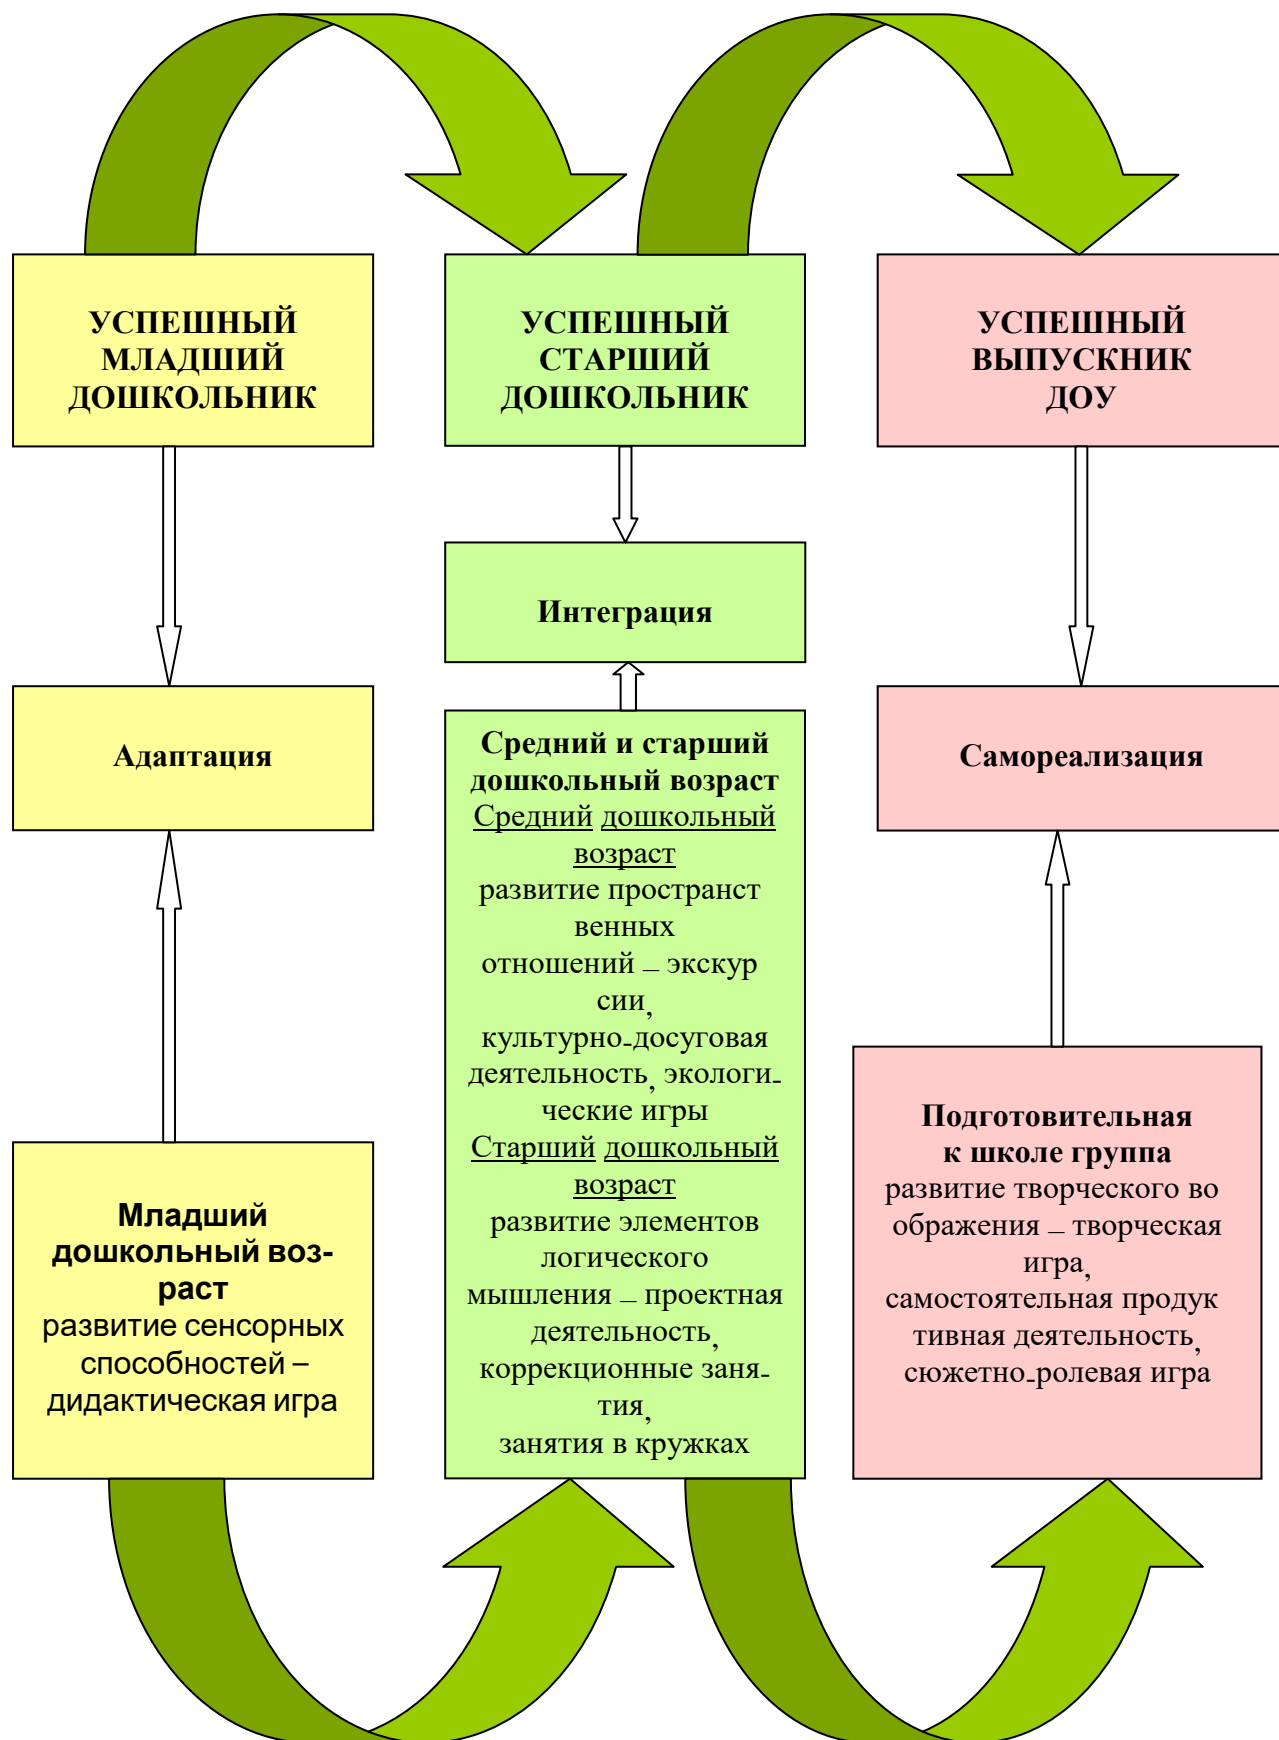 УСПЕШНЫЙ
МЛАДШИЙ
ДОШКОЛЬНИК
УСПЕШНЫЙ
СТАРШИЙ
ДОШКОЛЬНИК
УСПЕШНЫЙ
ВЫПУСКНИК
ДОУ
Адаптация
Интеграция
Самореализация
Младший
дошкольный воз-
раст
развитие сенсорных
способностей –
дидактическая игра
Средний и старший
дошкольный возраст
Средний дошкольный
возраст
развитие пространст
венных
отношений – экскур
сии,
культурно-досуговая
деятельность, экологи-
ческие игры
Старший дошкольный
возраст
развитие элементов
логического
мышления – проектная
деятельность,
коррекционные заня-
тия,
занятия в кружках
Подготовительная
к школе группа
развитие творческого во
ображения – творческая
игра,
самостоятельная продук
тивная деятельность,
сюжетно-ролевая игра